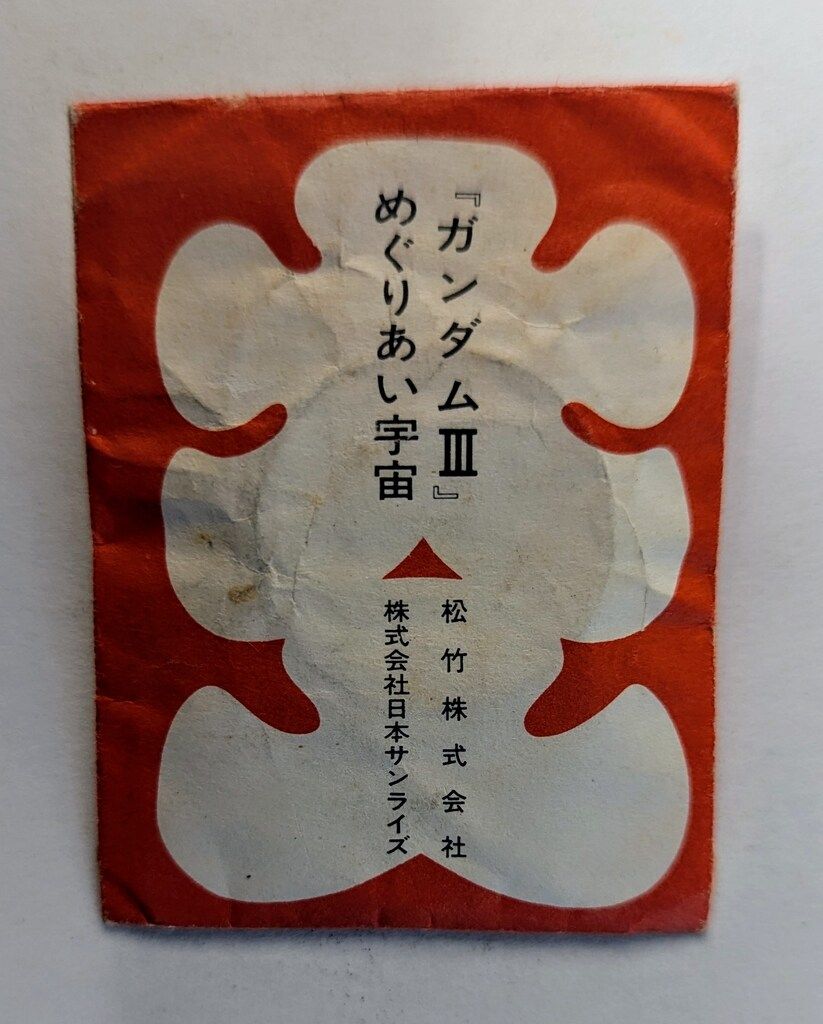 『ガンダムⅢ』
めぐりあい宇宙
松竹株式会社
株式会社日本サンライズ